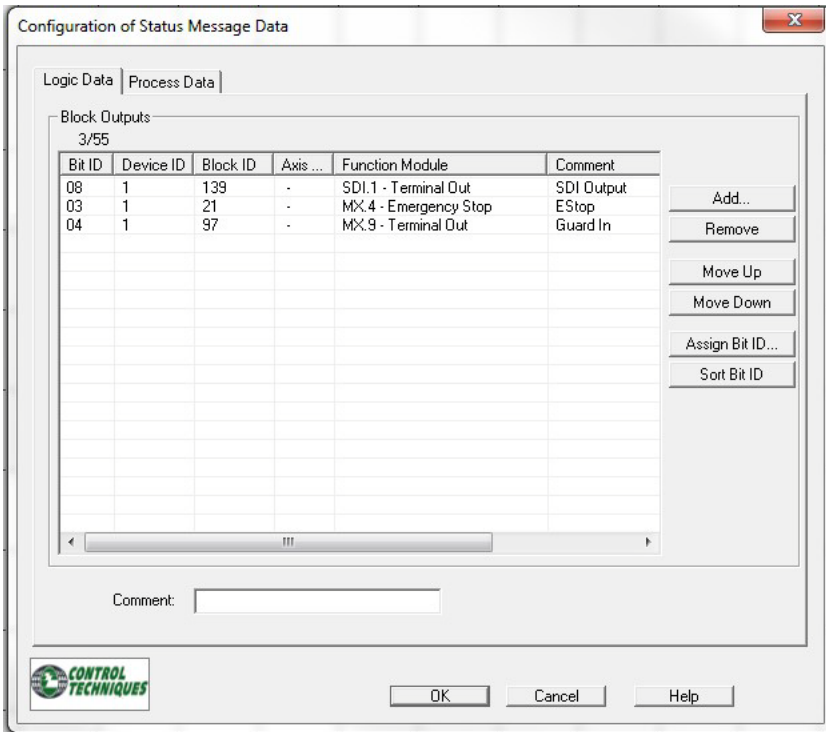 Configuration of Status Message Data
Logic Data Process Data
Block Outputs
3/55
Bit ID Device ID Block ID Axis ... Function Module Comment
08 1 139 - SDI.1 - Terminal Out SDI Output
03 1 21 - MX.4 - Emergency Stop EStop
04 1 97 - MX.9 - Terminal Out Guard In
Add...
Remove
Move Up
Move Down
Assign Bit ID...
Sort Bit ID
Comment:
CONTROL
TECHNIQUES
OK Cancel Help